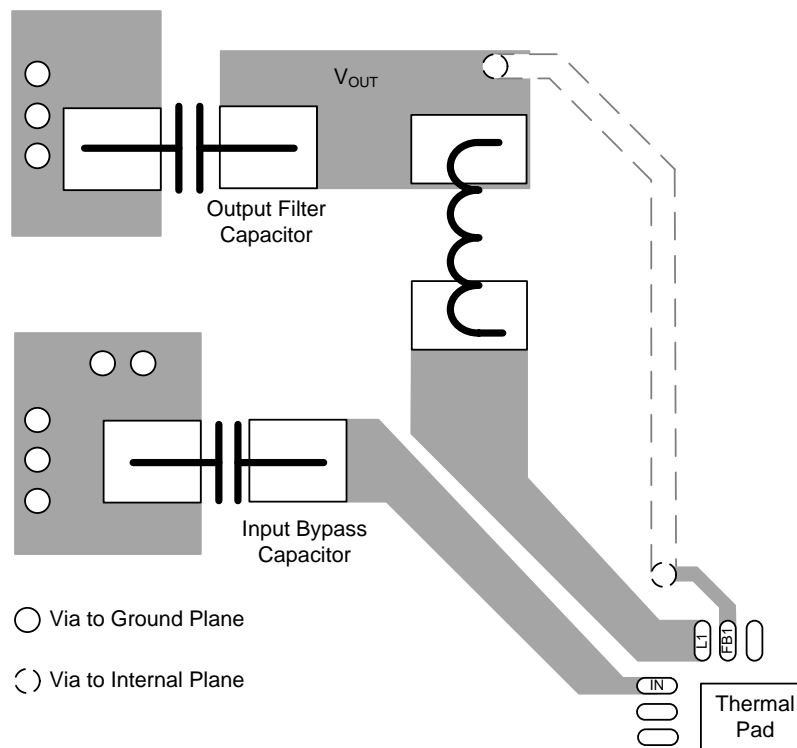 VOUT
Output Filter
Capacitor
Input Bypass
Capacitor
Via to Ground Plane
Via to Internal Plane
L1
FB1
IN
Thermal
Pad